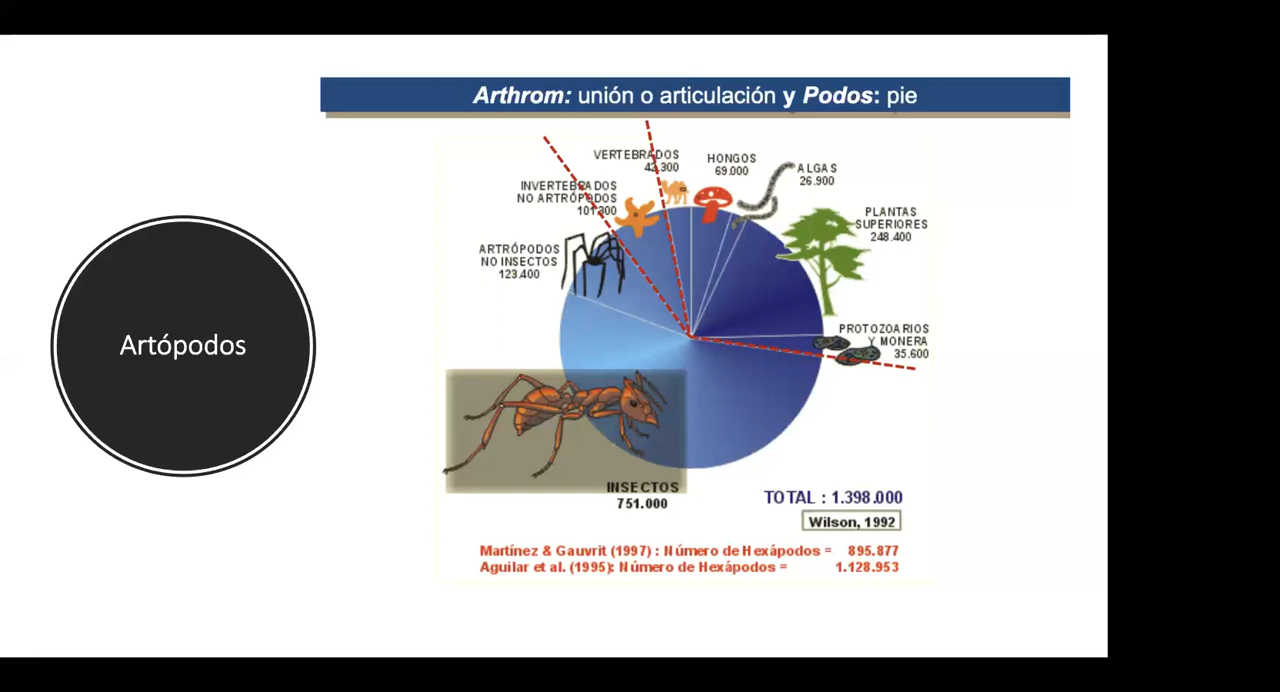 Arthrom: unión o articulación y Podos: pie
Artópodos
VERTEBRADOS
42.300
HONGOS
69.000
ALGAS
26.900
INVERTEBRADOS
NO ARTRÓPODOS
101.300
PLANTAS
SUPERIORES
248.400
ARTRÓPODOS
NO INSECTOS
123.400
PROTOZOARIOS
Y MONERA
35.600
INSECTOS
751.000
TOTAL : 1.398.000
Wilson, 1992
Martínez & Gauvrit (1997) : Número de Hexápodos = 895.877
Aguilar et al. (1995): Número de Hexápodos = 1.128.953